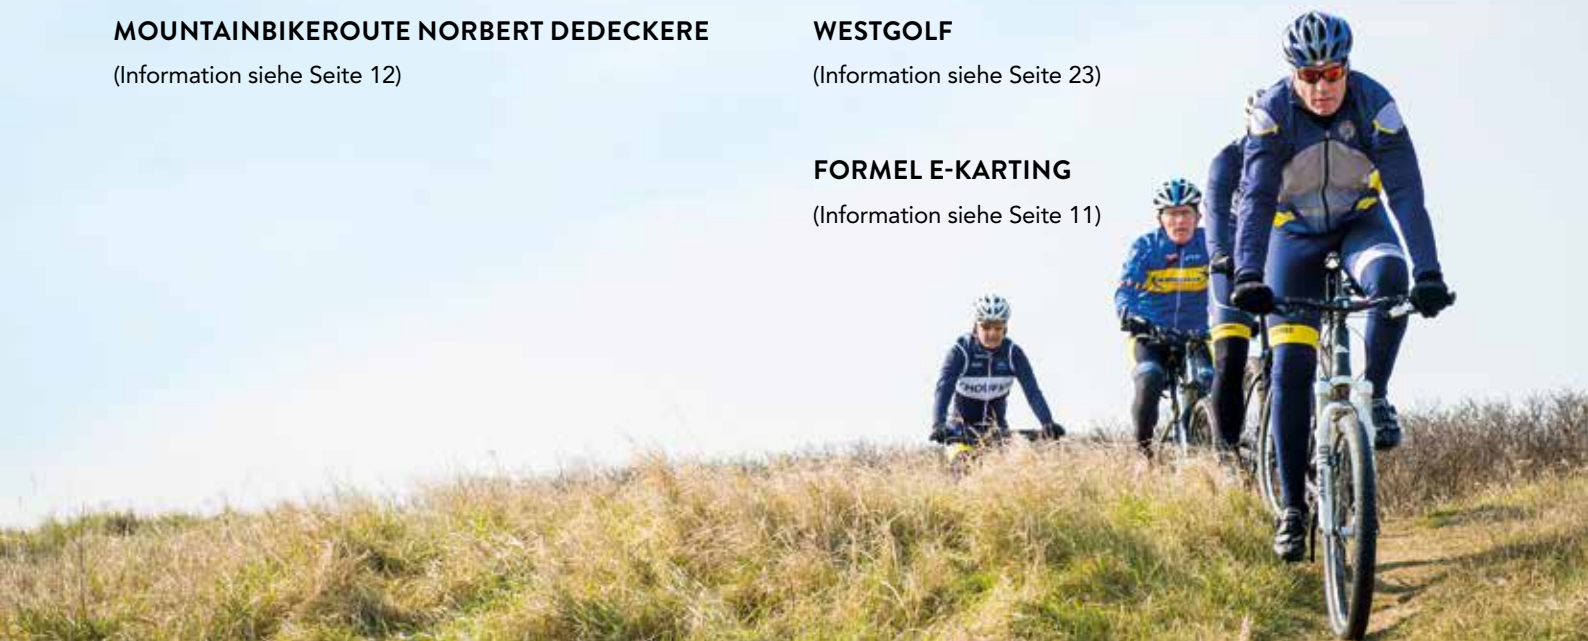 MOUNTAINBIKEROUTE NORBERT DEDECKERE
(Information siehe Seite 12)
WESTGOLF
(Information siehe Seite 23)
FORMEL E-KARTING
(Information siehe Seite 11)